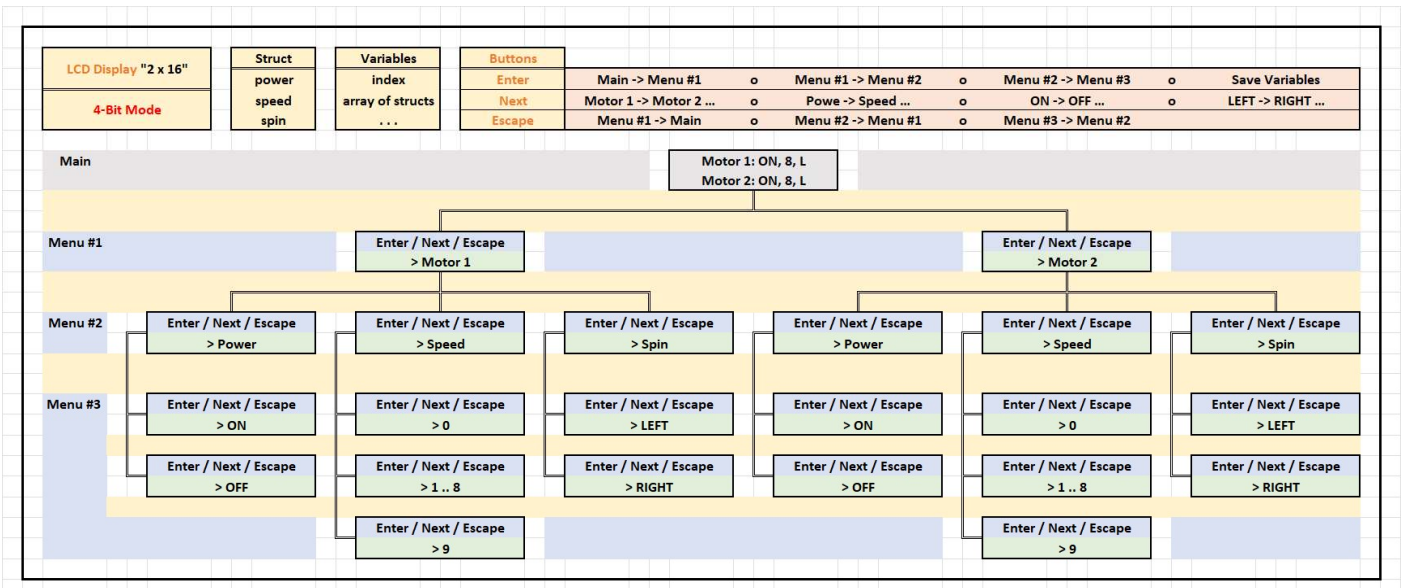 LCD Display "2 x 16"
4-Bit Mode
Struct
power
speed
spin
Variables
index
array of structs
. . .
Buttons
Enter Main -> Menu #1 o Menu #1 -> Menu #2 o Menu #2 -> Menu #3 o Save Variables
Next Motor 1 -> Motor 2 ... o Powe -> Speed ... o ON -> OFF ... o LEFT -> RIGHT ...
Escape Menu #1 -> Main o Menu #2 -> Menu #1 o Menu #3 -> Menu #2
Main
Motor 1: ON, 8, L
Motor 2: ON, 8, L
Menu #1
Enter / Next / Escape Enter / Next / Escape
> Motor 1 > Motor 2
Menu #2
Enter / Next / Escape Enter / Next / Escape Enter / Next / Escape Enter / Next / Escape Enter / Next / Escape Enter / Next / Escape
> Power > Speed > Spin > Power > Speed > Spin
Menu #3
Enter / Next / Escape Enter / Next / Escape Enter / Next / Escape Enter / Next / Escape Enter / Next / Escape Enter / Next / Escape
> ON > 0 > LEFT > ON > 0 > LEFT
Enter / Next / Escape Enter / Next / Escape Enter / Next / Escape Enter / Next / Escape Enter / Next / Escape Enter / Next / Escape
> OFF > 1 .. 8 > RIGHT > OFF > 1 .. 8 > RIGHT
Enter / Next / Escape Enter / Next / Escape
> 9 > 9